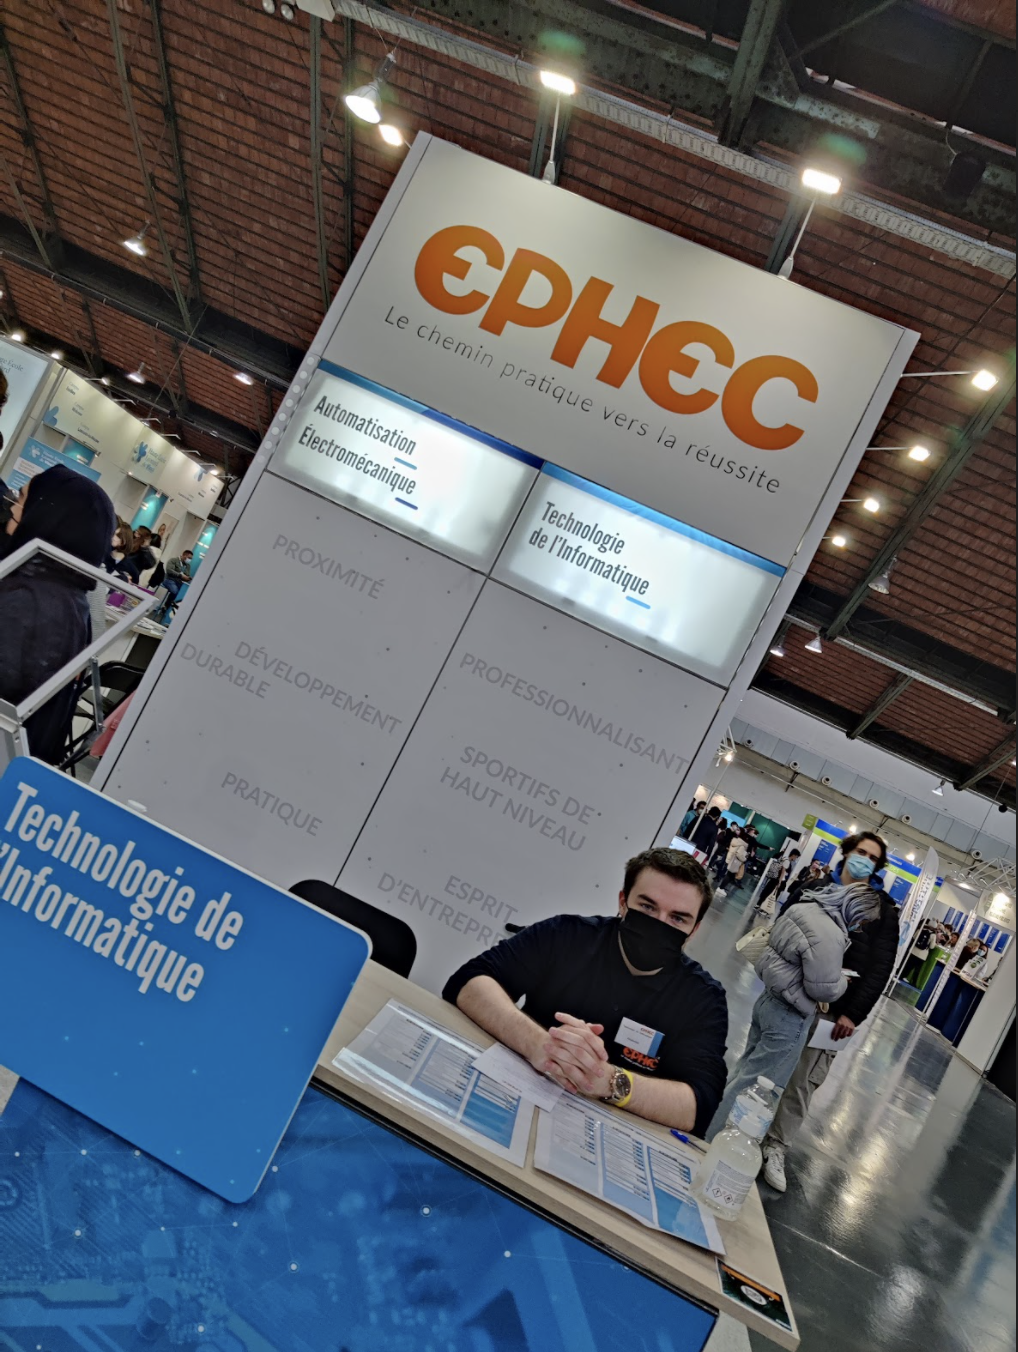 EPHEC
Le chemin pratique vers la réussite
Automatisation
Électromécanique
Technologie
de l'Informatique
PROXIMITÉ
DÉVELOPPEMENT
DURABLE
PRATIQUE
PROFESSIONNALISANT
SPORTIFS DE
HAUT NIVEAU
ESPRIT
D'ENTREPRE
Technologie de
l'Informatique
EPHEC